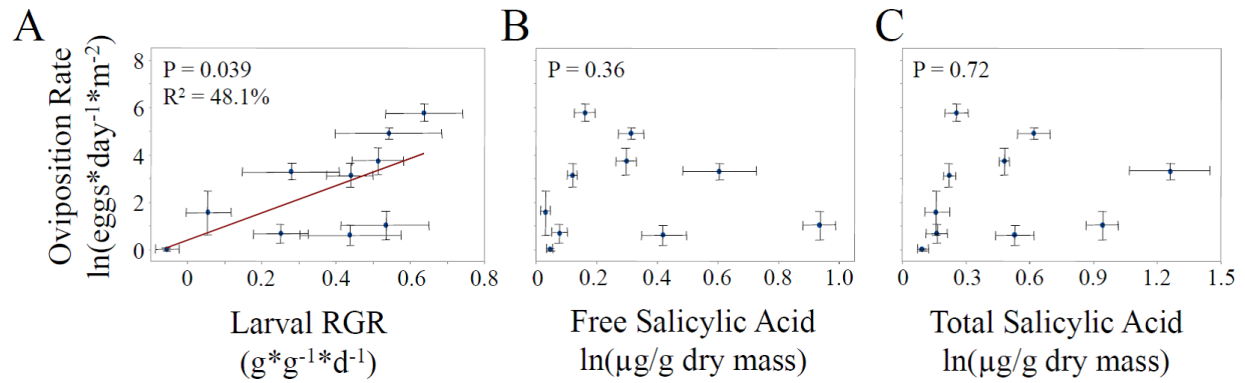 A
B
C
Oviposition Rate
ln(eggs*day⁻¹*m⁻²)
8
6
4
2
0
P = 0.039
R² = 48.1%
0 0.2 0.4 0.6 0.8
Larval RGR
(g*g⁻¹*d⁻¹)
P = 0.36
0 0.2 0.4 0.6 0.8 1.0
Free Salicylic Acid
ln(µg/g dry mass)
P = 0.72
0 0.3 0.6 0.9 1.2 1.5
Total Salicylic Acid
ln(µg/g dry mass)